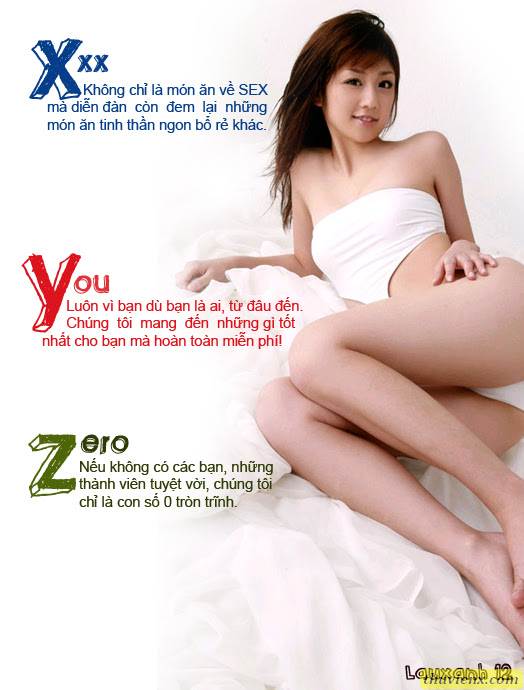 Xxx
Không chỉ là món ăn về SEX
mà diễn đàn còn đem lại những
món ăn tinh thần ngon bổ rẻ khác.
You
Luôn vì bạn dù bạn là ai, từ đâu đến.
Chúng tôi mang đến những gì tốt
nhất cho bạn mà hoàn toàn miễn phí!
Zero
Nếu không có các bạn, những
thành viên tuyệt vời, chúng tôi
chỉ là con số 0 tròn trĩnh.
Lauxanh 12
thuvienx.com